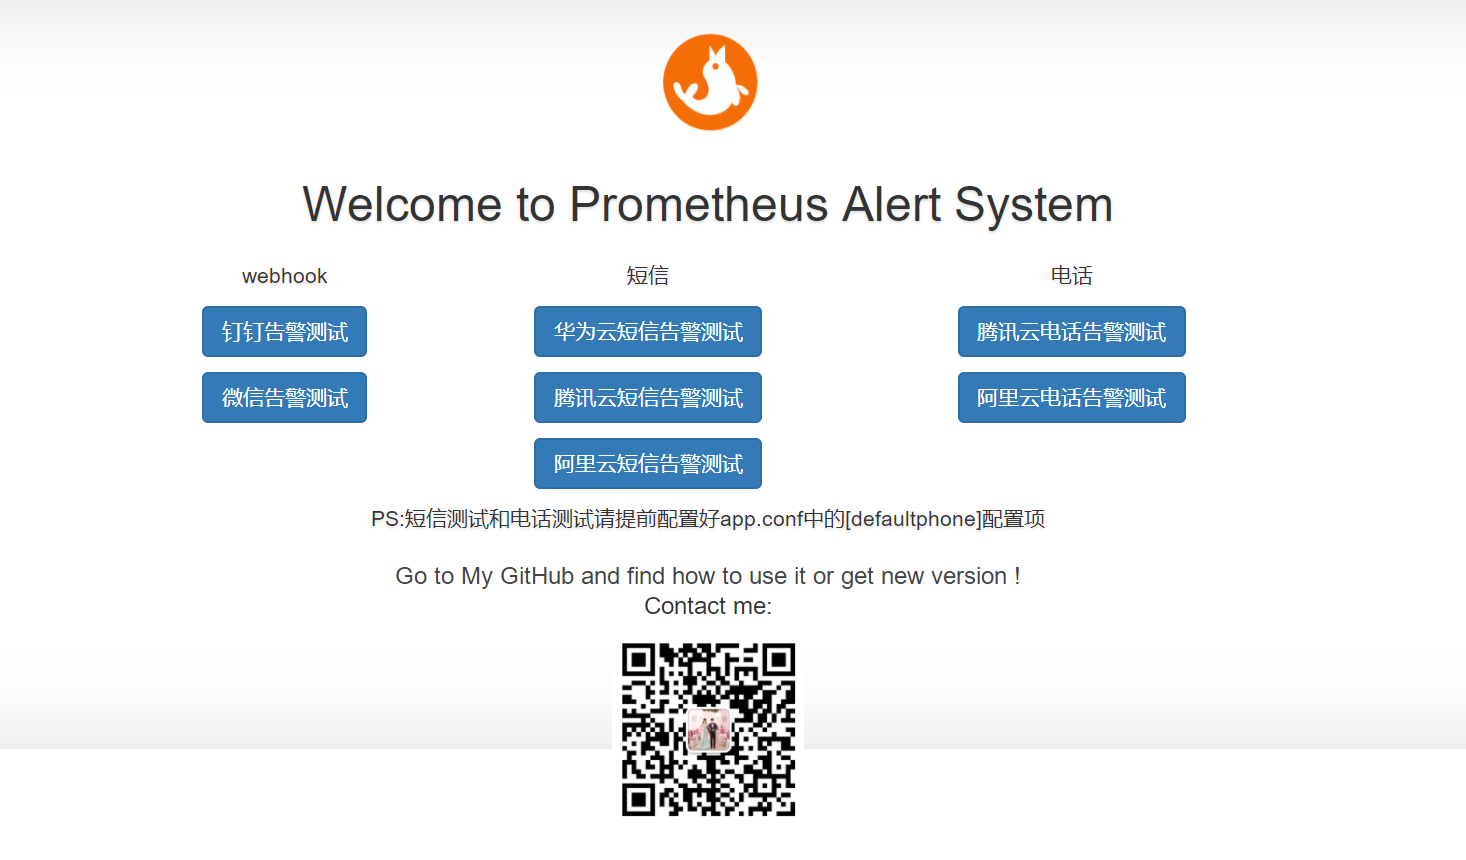 Welcome to Prometheus Alert System
webhook
钉钉告警测试
微信告警测试
短信
华为云短信告警测试
腾讯云短信告警测试
阿里云短信告警测试
电话
腾讯云电话告警测试
阿里云电话告警测试
PS:短信测试和电话测试请提前配置好app.conf中的[defaultphone]配置项
Go to My GitHub and find how to use it or get new version !
Contact me: